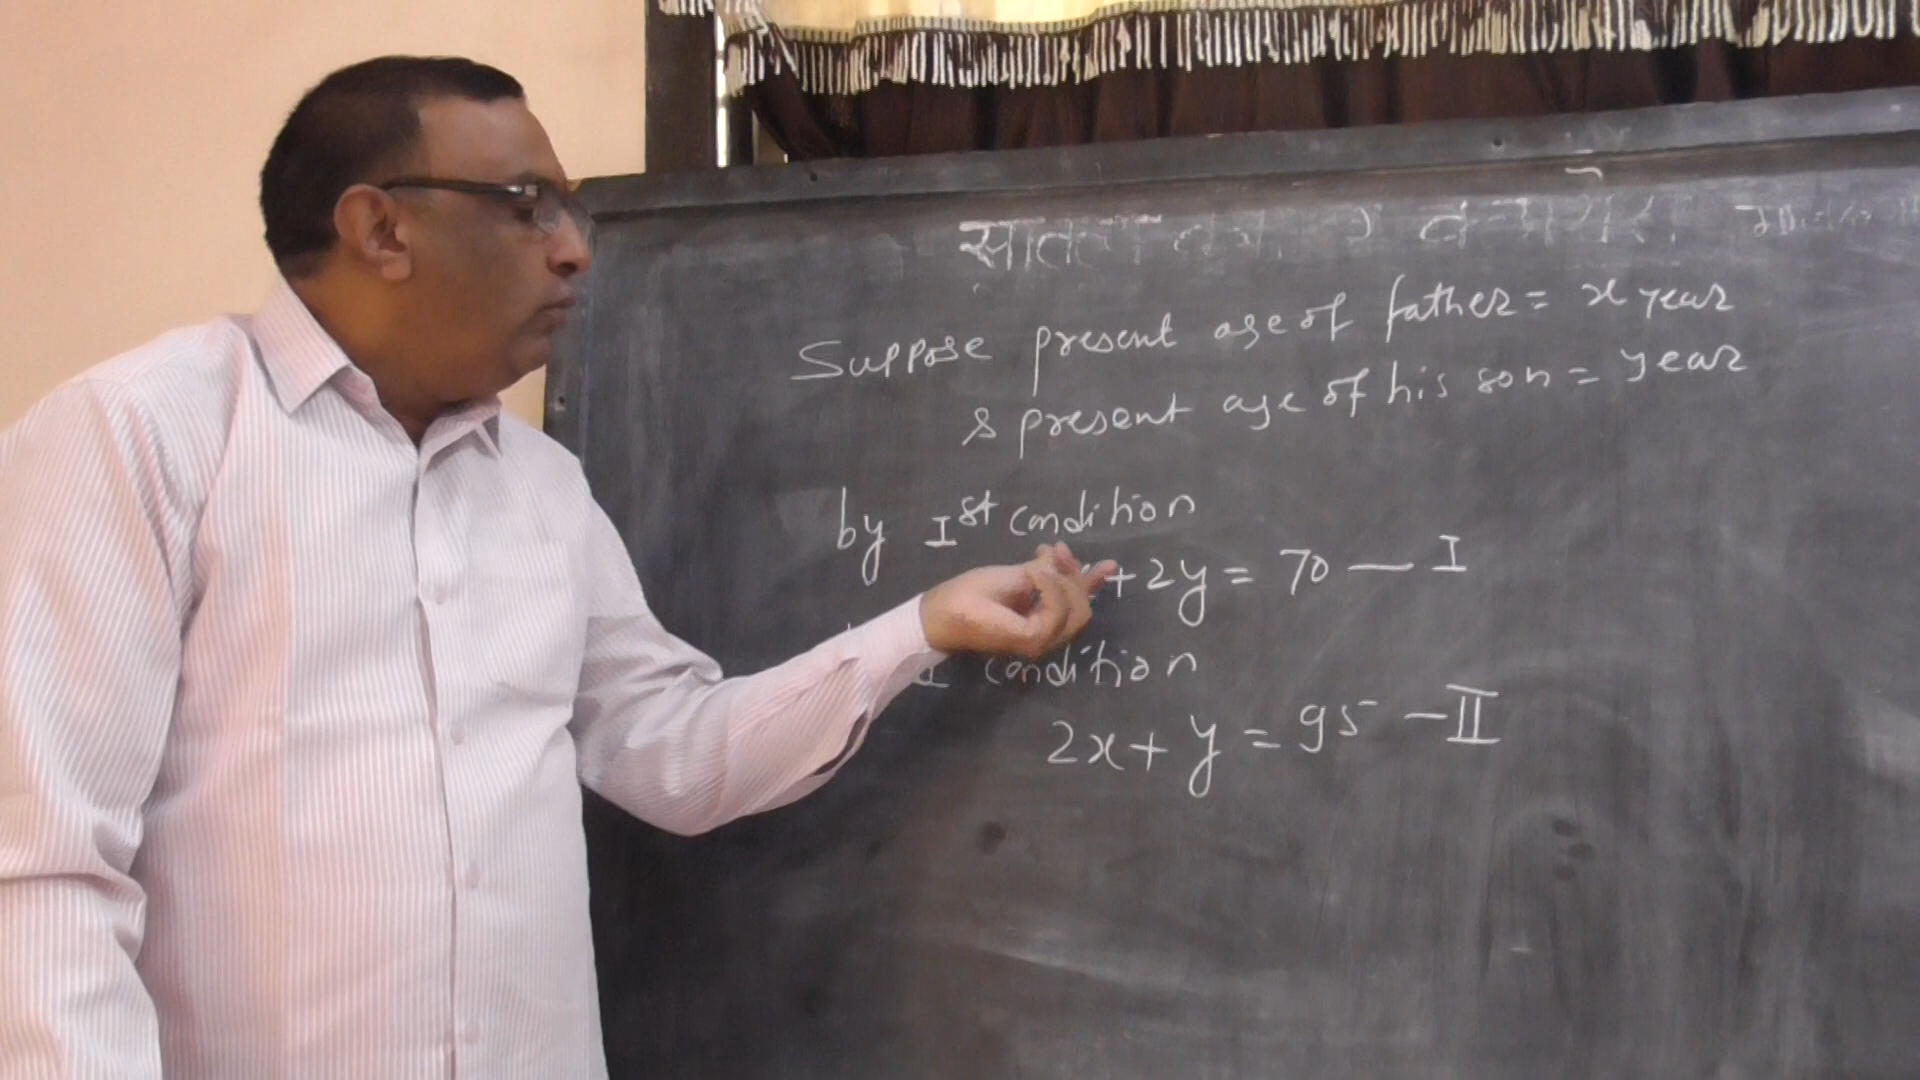 Suppose present age of father = x year
& present age of his son = year
by Ist condition
+2y = 70 — I
condition
2x + y = 95 — II